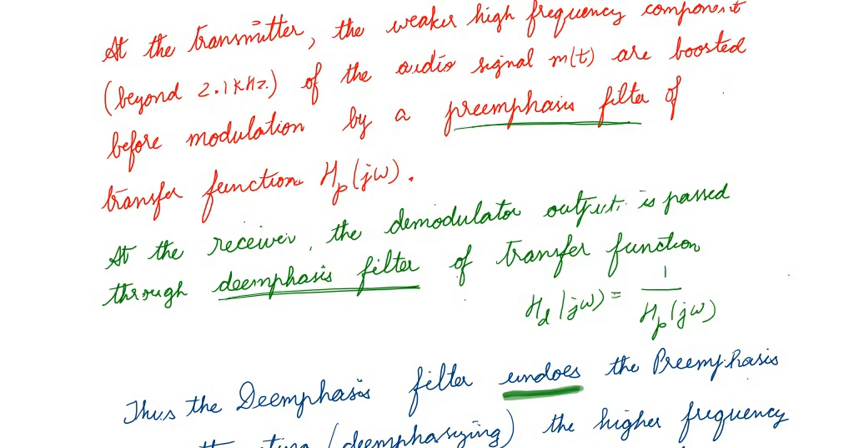 At the transmitter, the weaker high frequency component
(beyond 2.1 kHz.) of the audio signal m(t) are boosted
before modulation by a preemphasis filter of
transfer function Hp(jω).
At the receiver, the demodulator output is passed
through deemphasis filter of transfer function
Hd(jω) = 1/Hp(jω)
Thus the Deemphasis filter undoes the Preemphasis
(deemphasyzing) the higher frequency